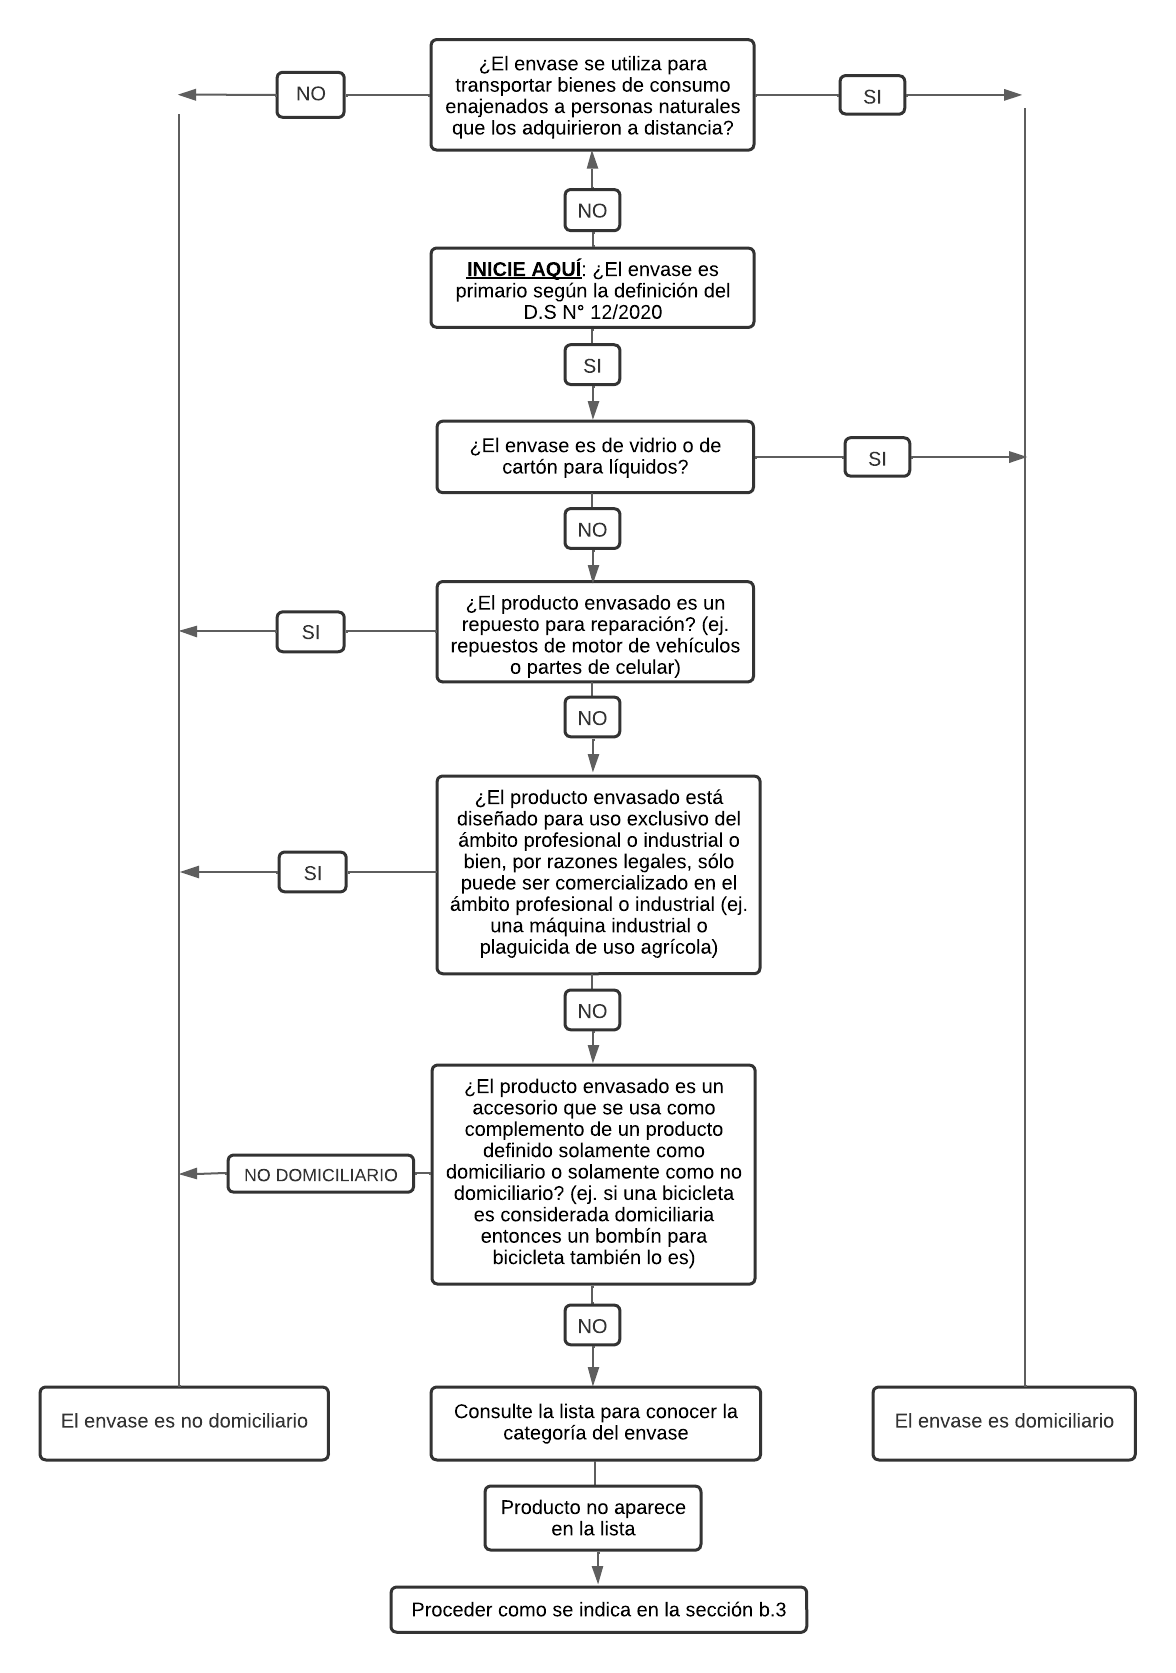 ¿El envase se utiliza para
transportar bienes de consumo
enajenados a personas naturales
que los adquirieron a distancia?
NO
SI
NO
INICIE AQUÍ: ¿El envase es
primario según la definición del
D.S N° 12/2020
SI
¿El envase es de vidrio o de
cartón para líquidos?
SI
NO
¿El producto envasado es un
repuesto para reparación? (ej.
repuestos de motor de vehículos
o partes de celular)
SI
NO
¿El producto envasado está
diseñado para uso exclusivo del
ámbito profesional o industrial o
bien, por razones legales, sólo
puede ser comercializado en el
ámbito profesional o industrial (ej.
una máquina industrial o
plaguicida de uso agrícola)
SI
NO
¿El producto envasado es un
accesorio que se usa como
complemento de un producto
definido solamente como
domiciliario o solamente como no
domiciliario? (ej. si una bicicleta
es considerada domiciliaria
entonces un bombín para
bicicleta también lo es)
NO DOMICILIARIO
NO
El envase es no domiciliario
Consulte la lista para conocer la
categoría del envase
El envase es domiciliario
Producto no aparece
en la lista
Proceder como se indica en la sección b.3